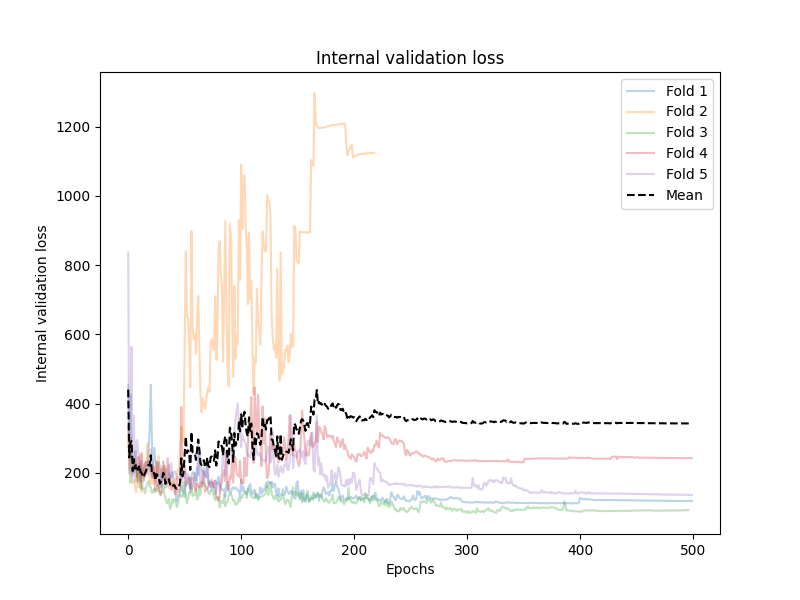 Internal validation loss
Fold 1
Fold 2
Fold 3
Fold 4
Fold 5
Mean
1200
1000
800
600
400
200
Internal validation loss
0 100 200 300 400 500
Epochs